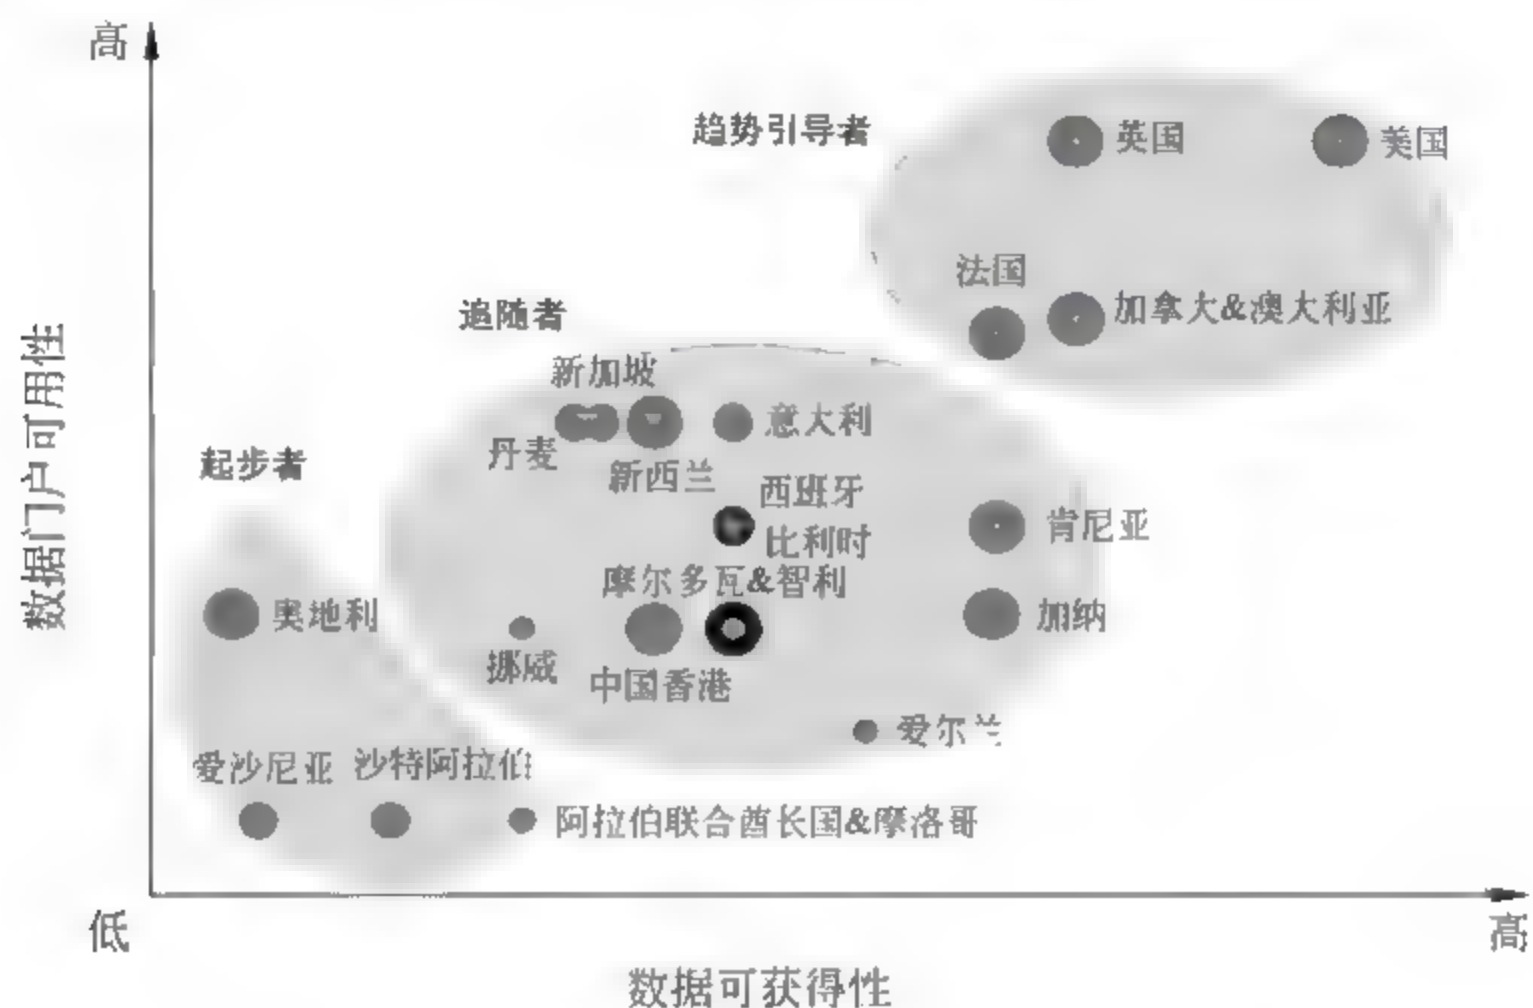 高
趋势引导者
英国
美国
法国
加拿大&澳大利亚
追随者
新加坡
丹麦
意大利
新西兰
起步者
西班牙
比利时
肯尼亚
摩尔多瓦&智利
奥地利
加纳
挪威
中国香港
爱尔兰
爱沙尼亚
沙特阿拉伯
阿拉伯联合酋长国&摩洛哥
数据门户可用性
低
高
数据可获得性